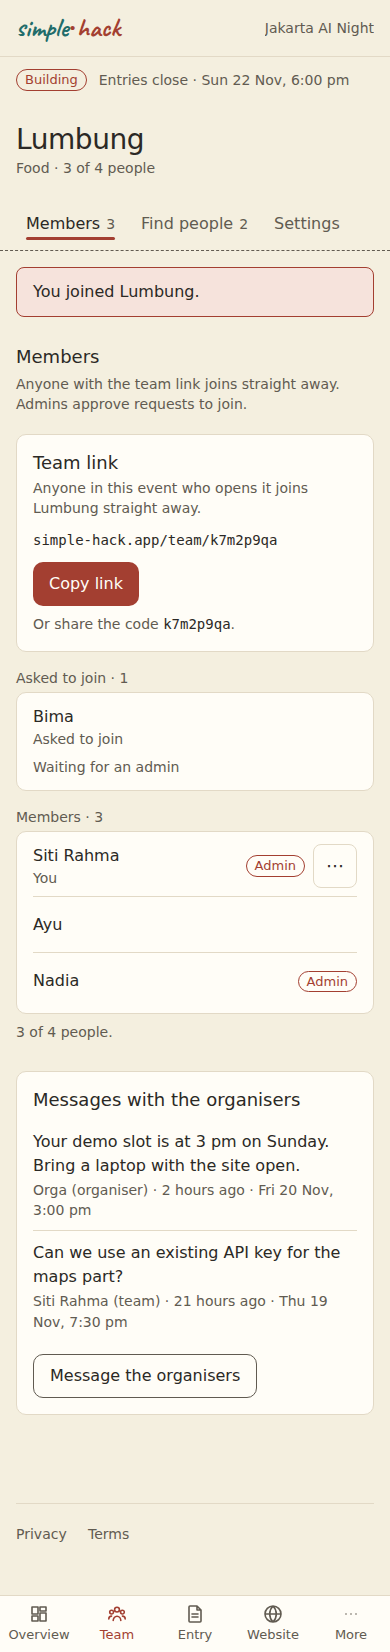 simple·hack
Jakarta AI Night
Building
Entries close · Sun 22 Nov, 6:00 pm
Lumbung
Food · 3 of 4 people
Members 3
Find people 2
Settings
You joined Lumbung.
Members
Anyone with the team link joins straight away.
Admins approve requests to join.
Team link
Anyone in this event who opens it joins
Lumbung straight away.
simple-hack.app/team/k7m2p9qa
Copy link
Or share the code k7m2p9qa.
Asked to join · 1
Bima
Asked to join
Waiting for an admin
Members · 3
Siti Rahma
You
Admin
Ayu
Nadia
Admin
3 of 4 people.
Messages with the organisers
Your demo slot is at 3 pm on Sunday.
Bring a laptop with the site open.
Orga (organiser) · 2 hours ago · Fri 20 Nov,
3:00 pm
Can we use an existing API key for the
maps part?
Siti Rahma (team) · 21 hours ago · Thu 19
Nov, 7:30 pm
Message the organisers
Privacy
Terms
Overview
Team
Entry
Website
More